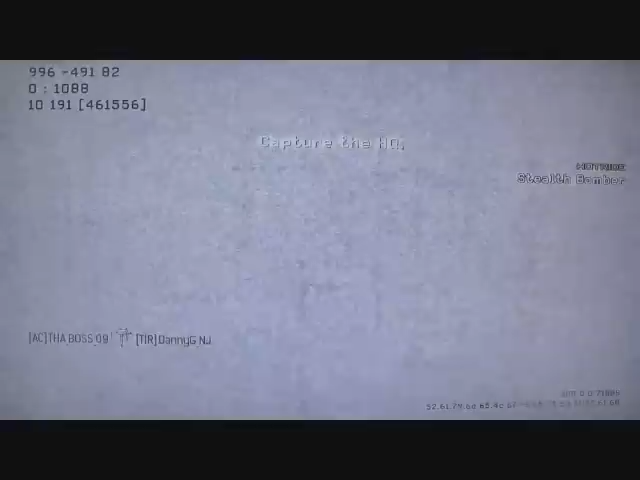 996 -491 82
0 : 1088
10 191 [461556]
Capture the HQ.
HOTRIDE
Stealth Bomber
[AC]THA BOSS 09 [TIR]DannyG NJ